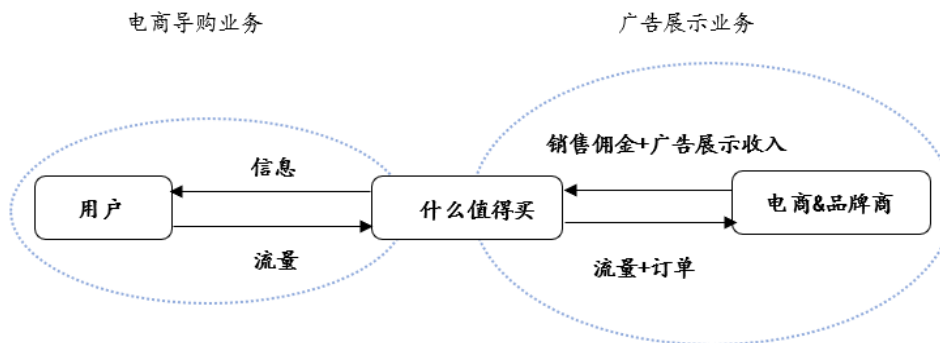 电商导购业务
广告展示业务
销售佣金+广告展示收入
信息
用户
什么值得买
电商&品牌商
流量
流量+订单